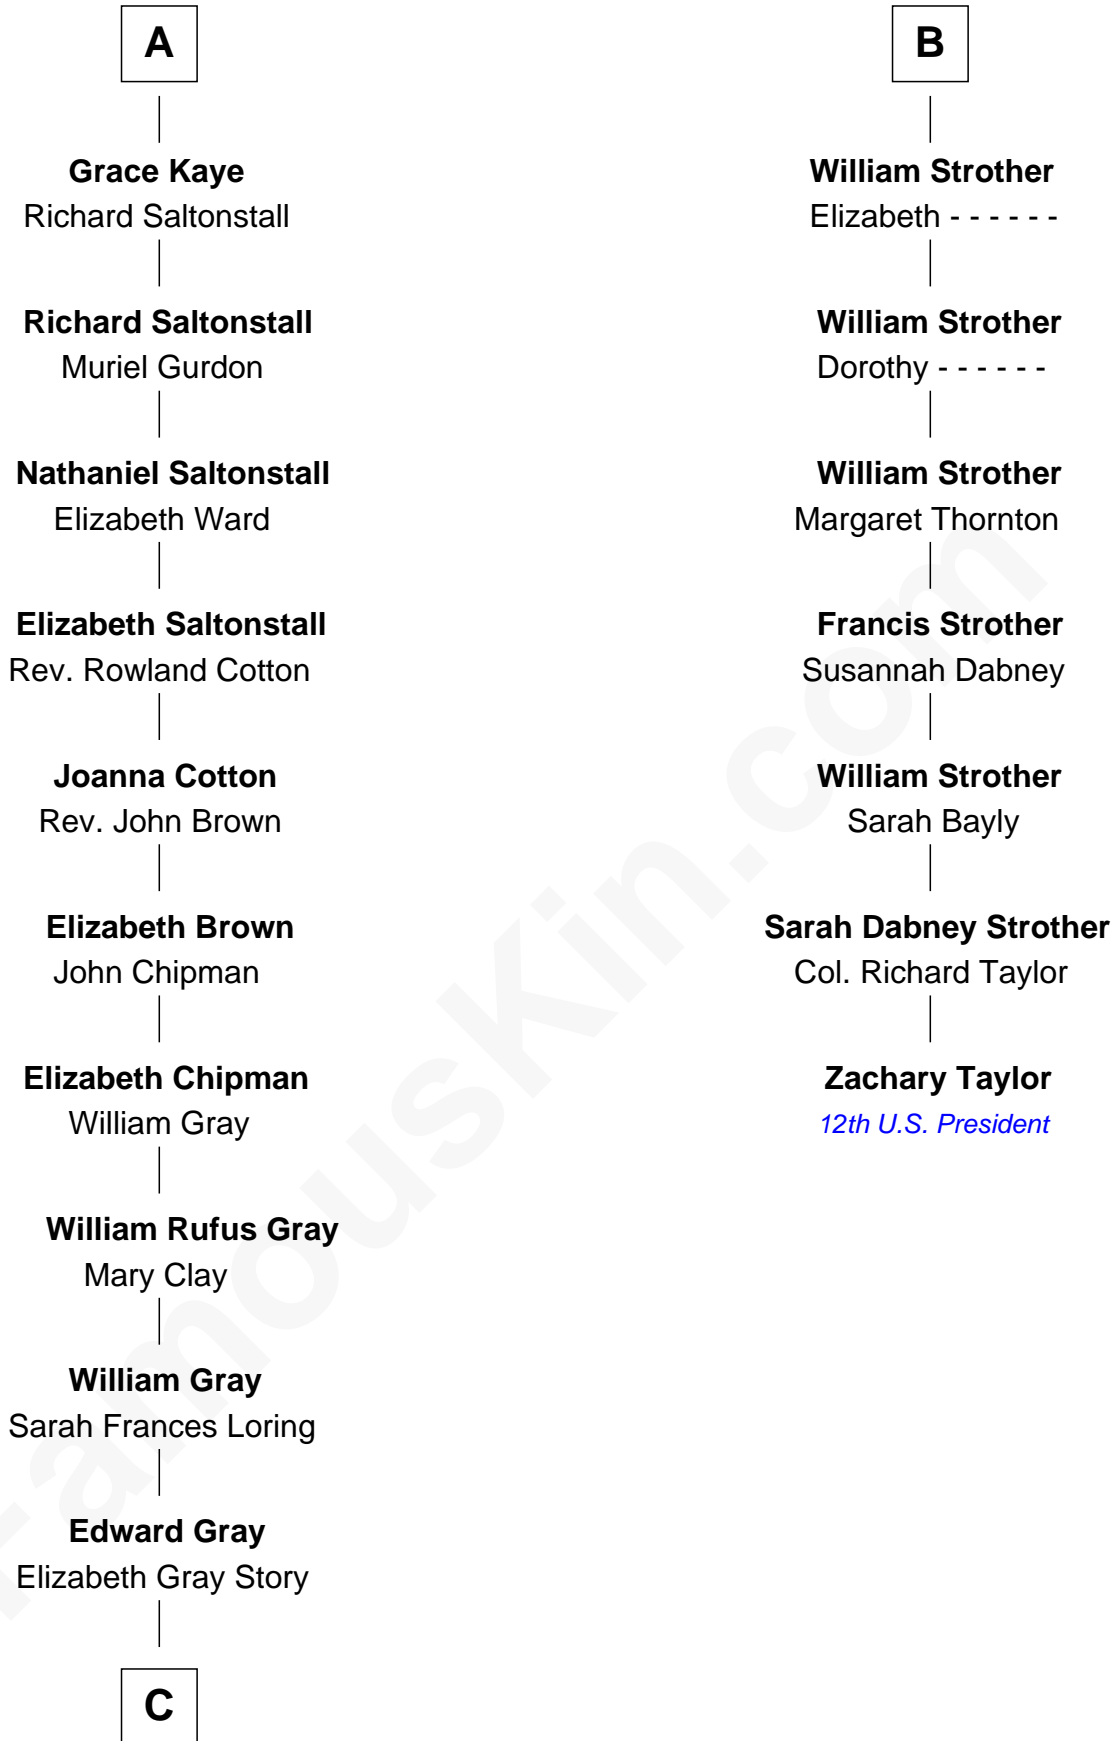 A
Grace Kaye
Richard Saltonstall
Richard Saltonstall
Muriel Gurdon
Nathaniel Saltonstall
Elizabeth Ward
Elizabeth Saltonstall
Rev. Rowland Cotton
Joanna Cotton
Rev. John Brown
Elizabeth Brown
John Chipman
Elizabeth Chipman
William Gray
William Rufus Gray
Mary Clay
William Gray
Sarah Frances Loring
Edward Gray
Elizabeth Gray Story
C
B
William Strother
Elizabeth - - - - - -
William Strother
Dorothy - - - - - -
William Strother
Margaret Thornton
Francis Strother
Susannah Dabney
William Strother
Sarah Bayly
Sarah Dabney Strother
Col. Richard Taylor
Zachary Taylor
12th U.S. President
FamousKin.com